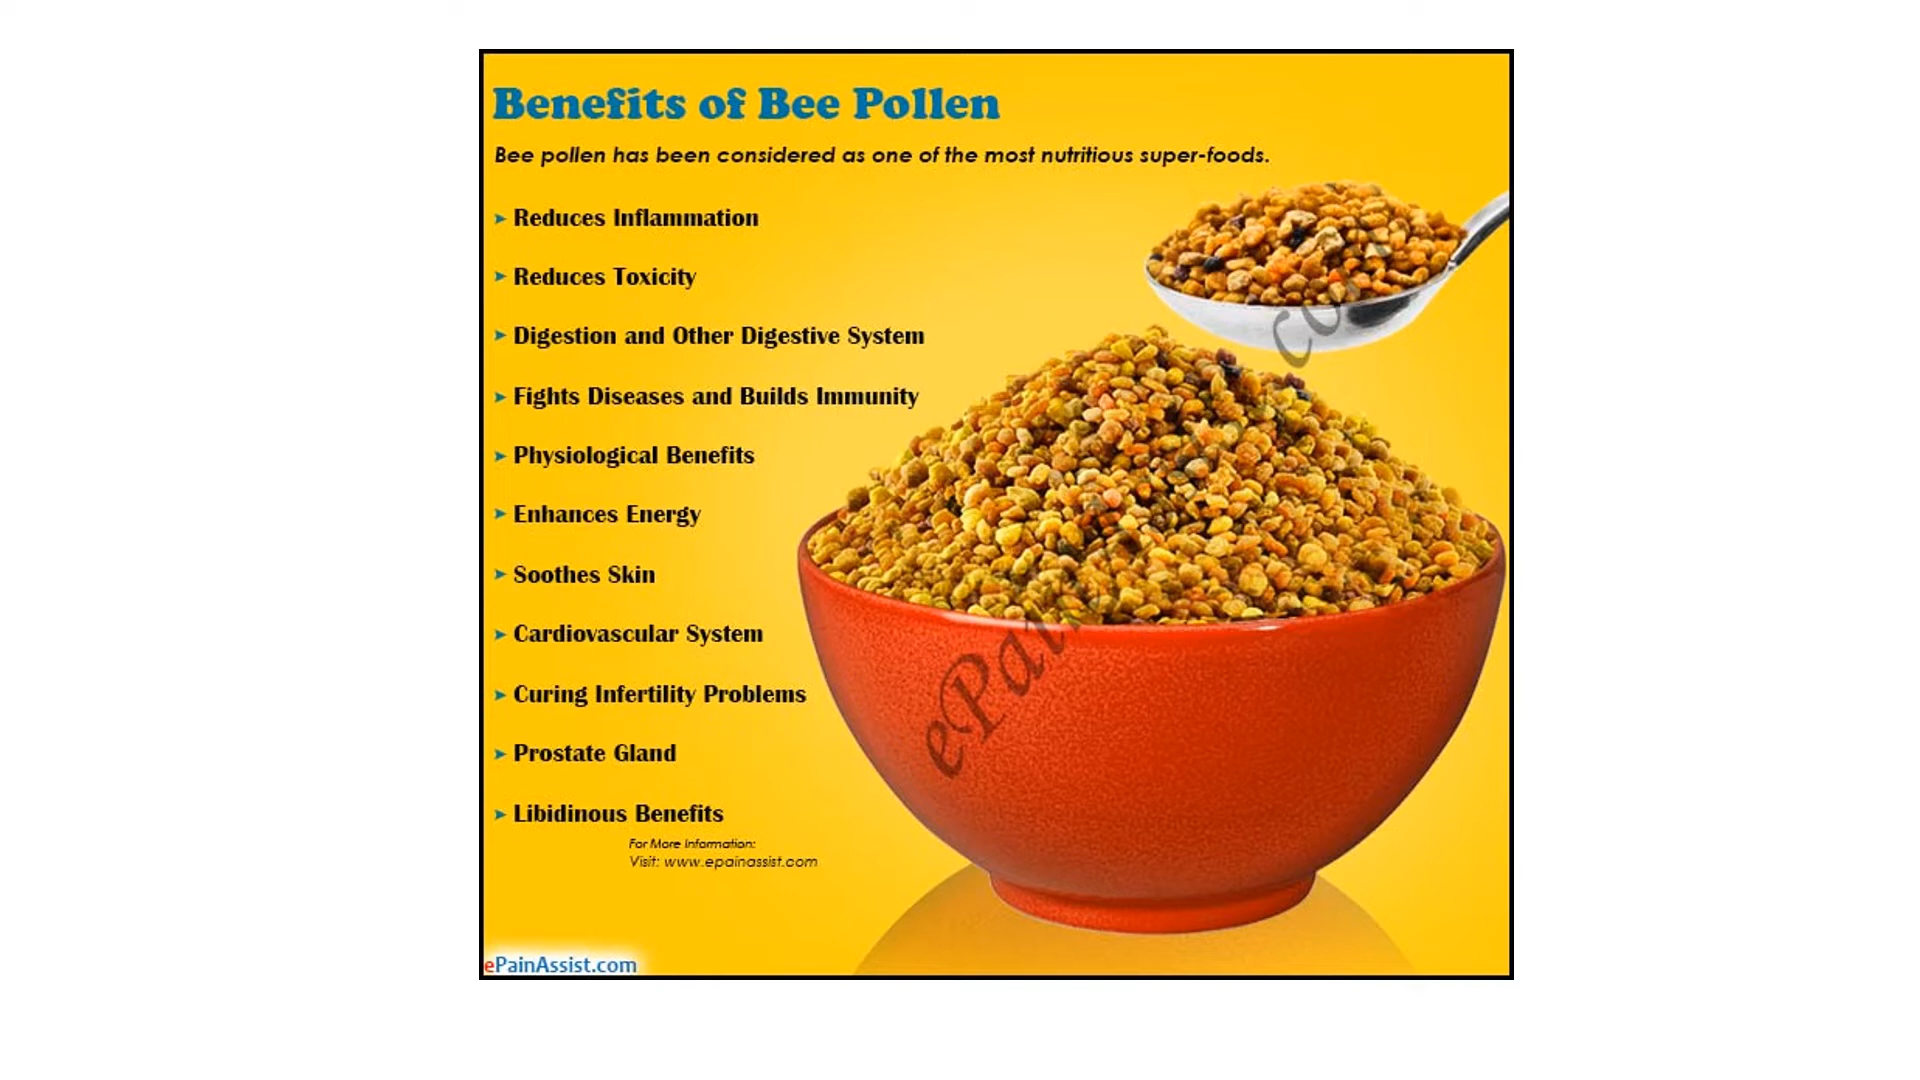 Benefits of Bee Pollen
Bee pollen has been considered as one of the most nutritious super-foods.
➤ Reduces Inflammation
➤ Reduces Toxicity
➤ Digestion and Other Digestive System
➤ Fights Diseases and Builds Immunity
➤ Physiological Benefits
➤ Enhances Energy
➤ Soothes Skin
➤ Cardiovascular System
➤ Curing Infertility Problems
➤ Prostate Gland
➤ Libidinous Benefits
For More Information:
Visit: www.epainassist.com
ePainAssist.com